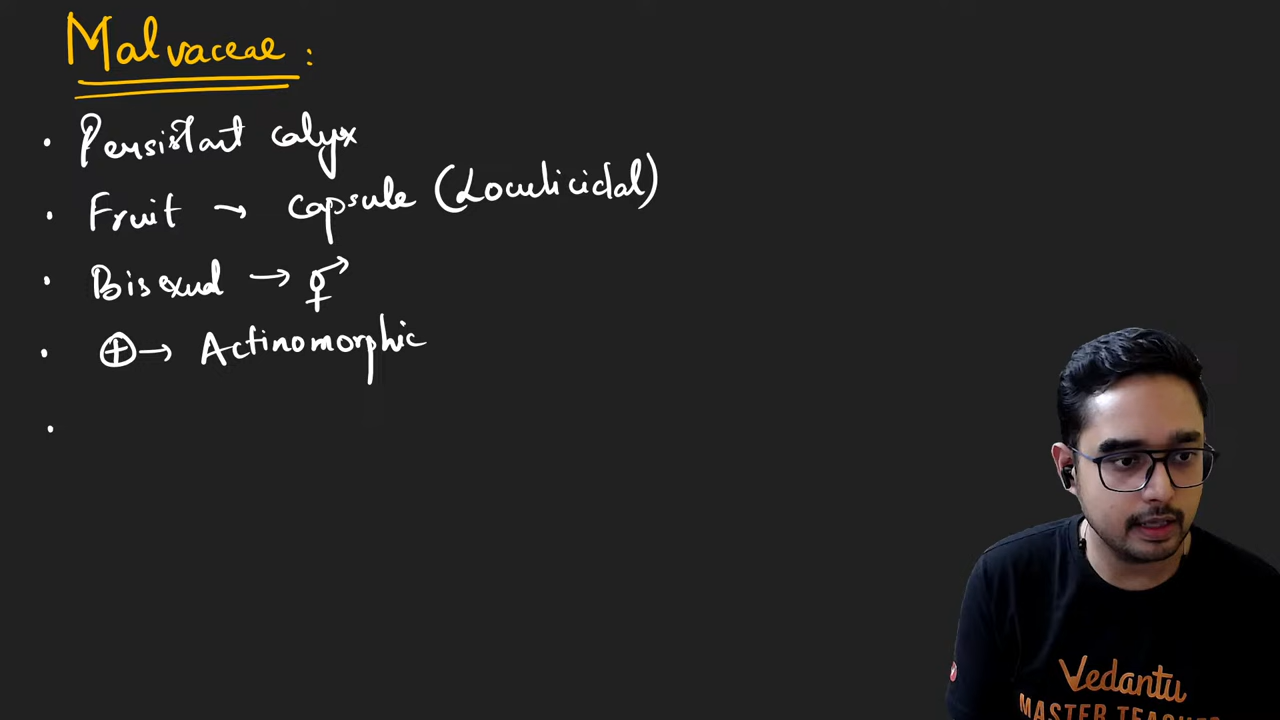 Malvaceae :
• Persistant calyx
• Fruit → capsule (Loculicidal)
• Bisexual → ⚥
• ⊕ → Actinomorphic
•
Vedantu
MASTER TEACHER